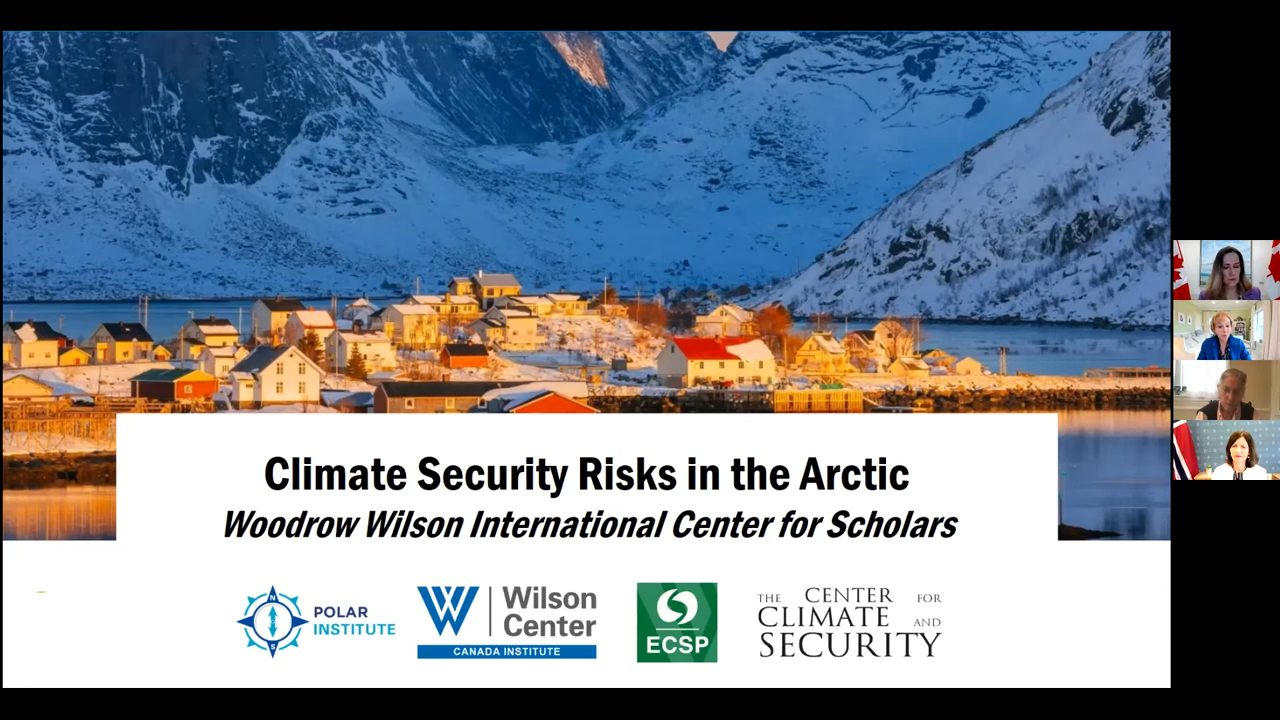 Climate Security Risks in the Arctic
Woodrow Wilson International Center for Scholars
N
S
POLAR
INSTITUTE
Wilson
Center
CANADA INSTITUTE
ECSP
THE CENTER FOR
CLIMATE AND
SECURITY